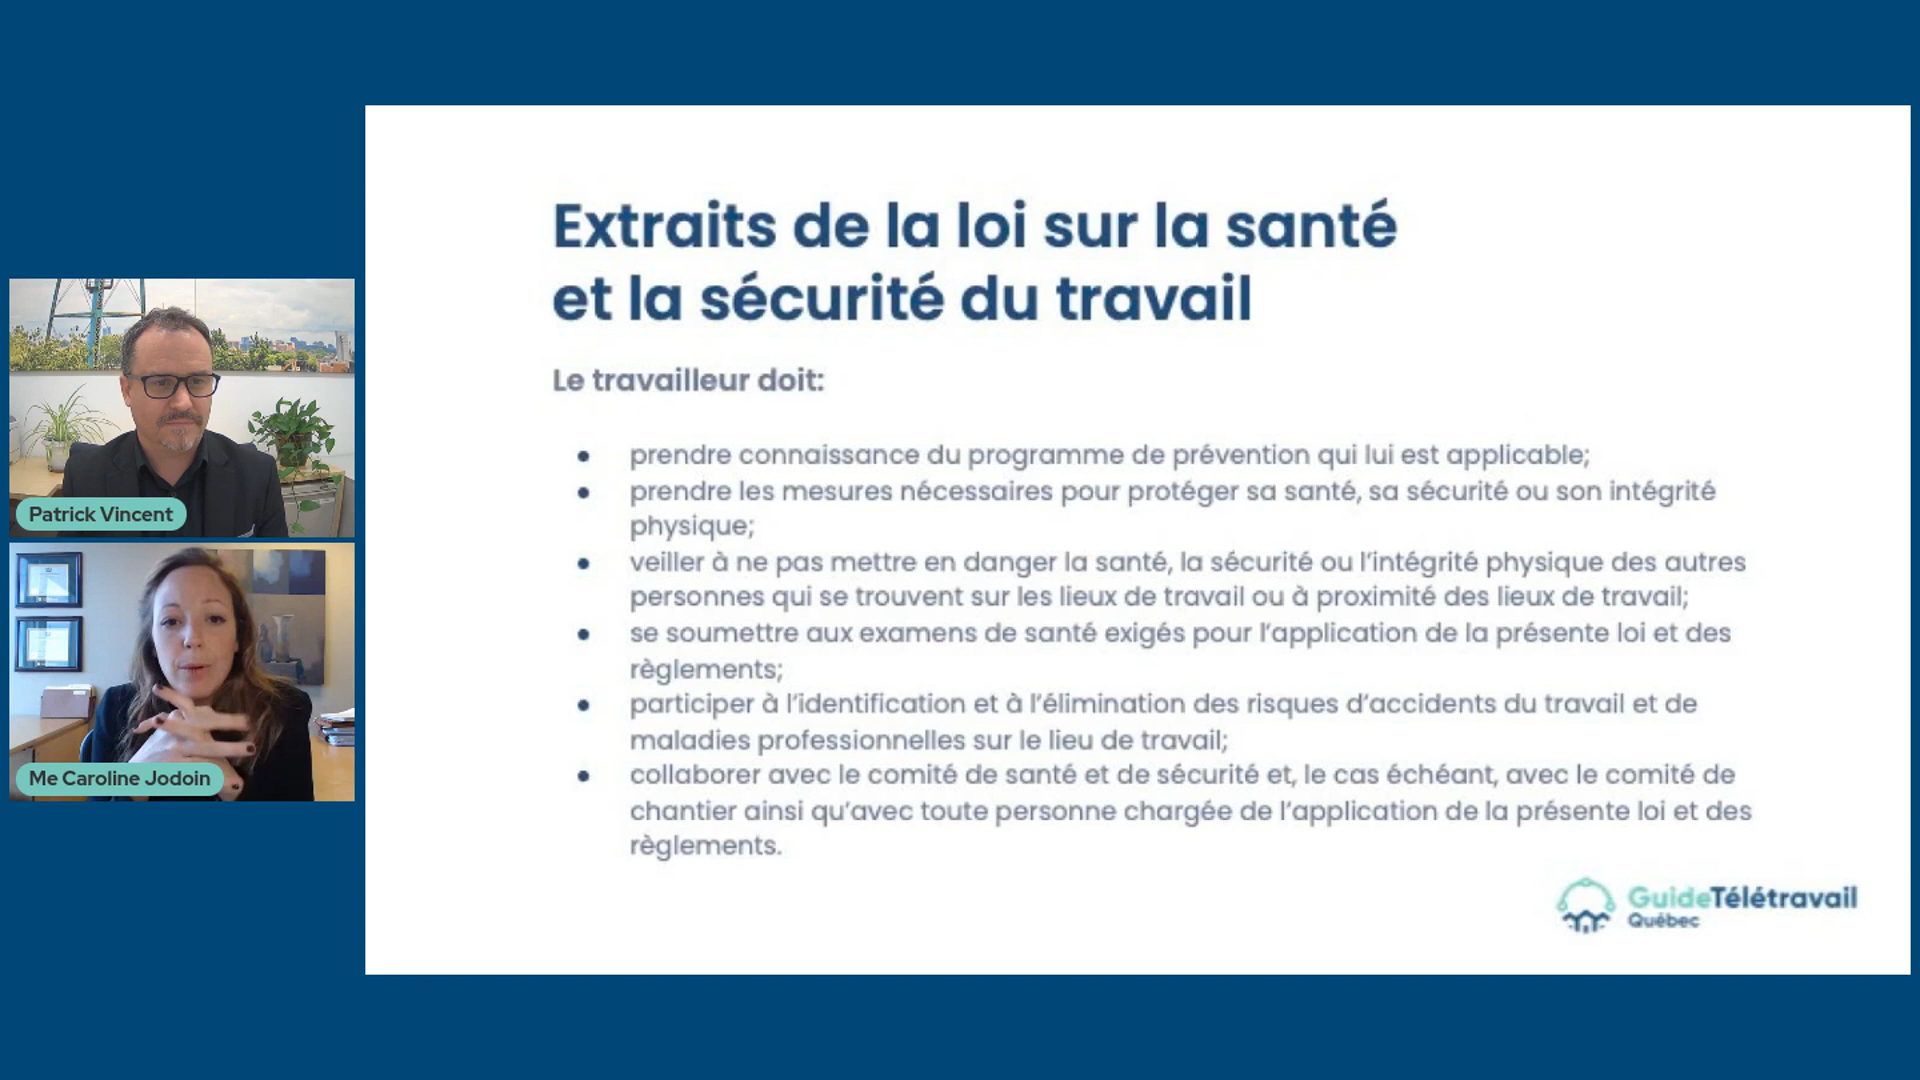 Extraits de la loi sur la santé
et la sécurité du travail
Le travailleur doit:
● prendre connaissance du programme de prévention qui lui est applicable;
● prendre les mesures nécessaires pour protéger sa santé, sa sécurité ou son intégrité
physique;
● veiller à ne pas mettre en danger la santé, la sécurité ou l’intégrité physique des autres
personnes qui se trouvent sur les lieux de travail ou à proximité des lieux de travail;
● se soumettre aux examens de santé exigés pour l’application de la présente loi et des
règlements;
● participer à l’identification et à l’élimination des risques d’accidents du travail et de
maladies professionnelles sur le lieu de travail;
● collaborer avec le comité de santé et de sécurité et, le cas échéant, avec le comité de
chantier ainsi qu’avec toute personne chargée de l’application de la présente loi et des
règlements.
GuideTélétravail
Québec
Patrick Vincent
Me Caroline Jodoin